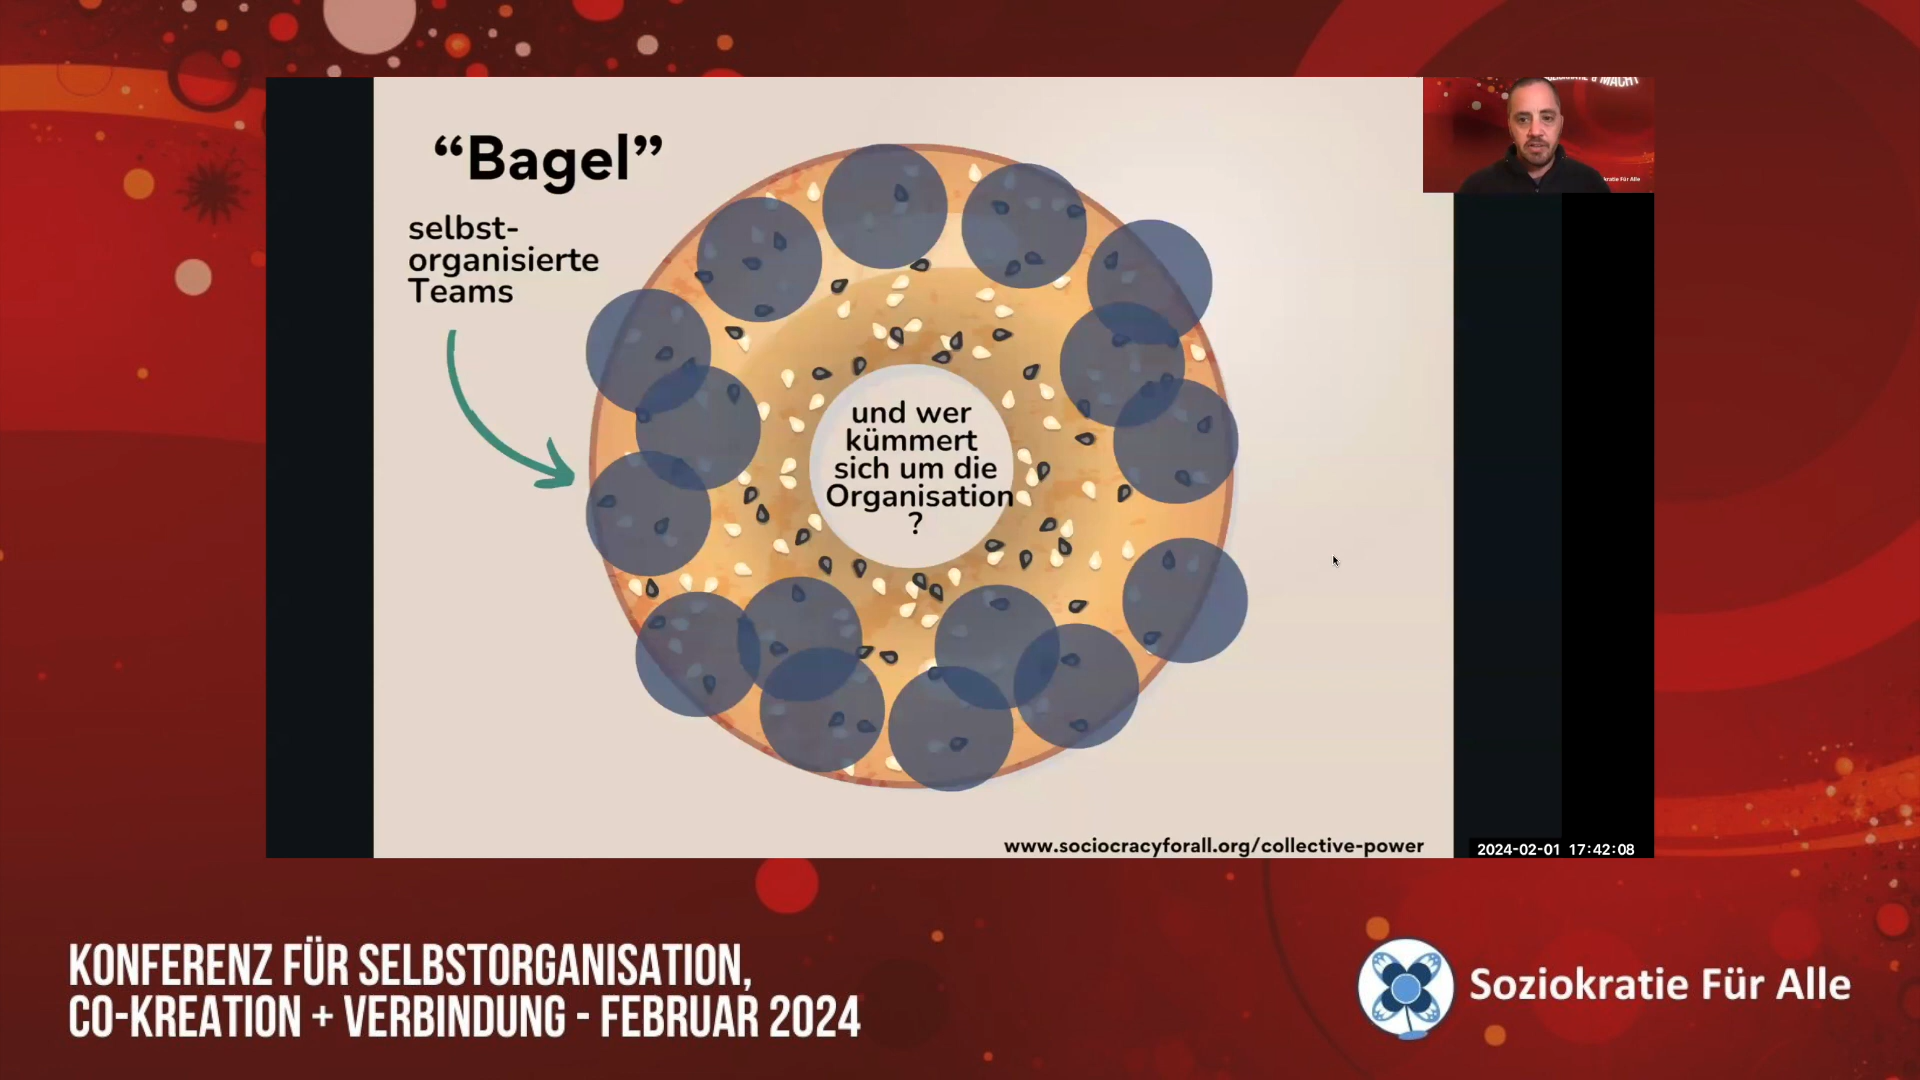 “Bagel”
selbst-
organisierte
Teams
und wer
kümmert
sich um die
Organisation
?
www.sociocracyforall.org/collective-power
MACHT
2024-02-01 17:42:08
KONFERENZ FÜR SELBSTORGANISATION,
CO-KREATION + VERBINDUNG - FEBRUAR 2024
Soziokratie Für Alle